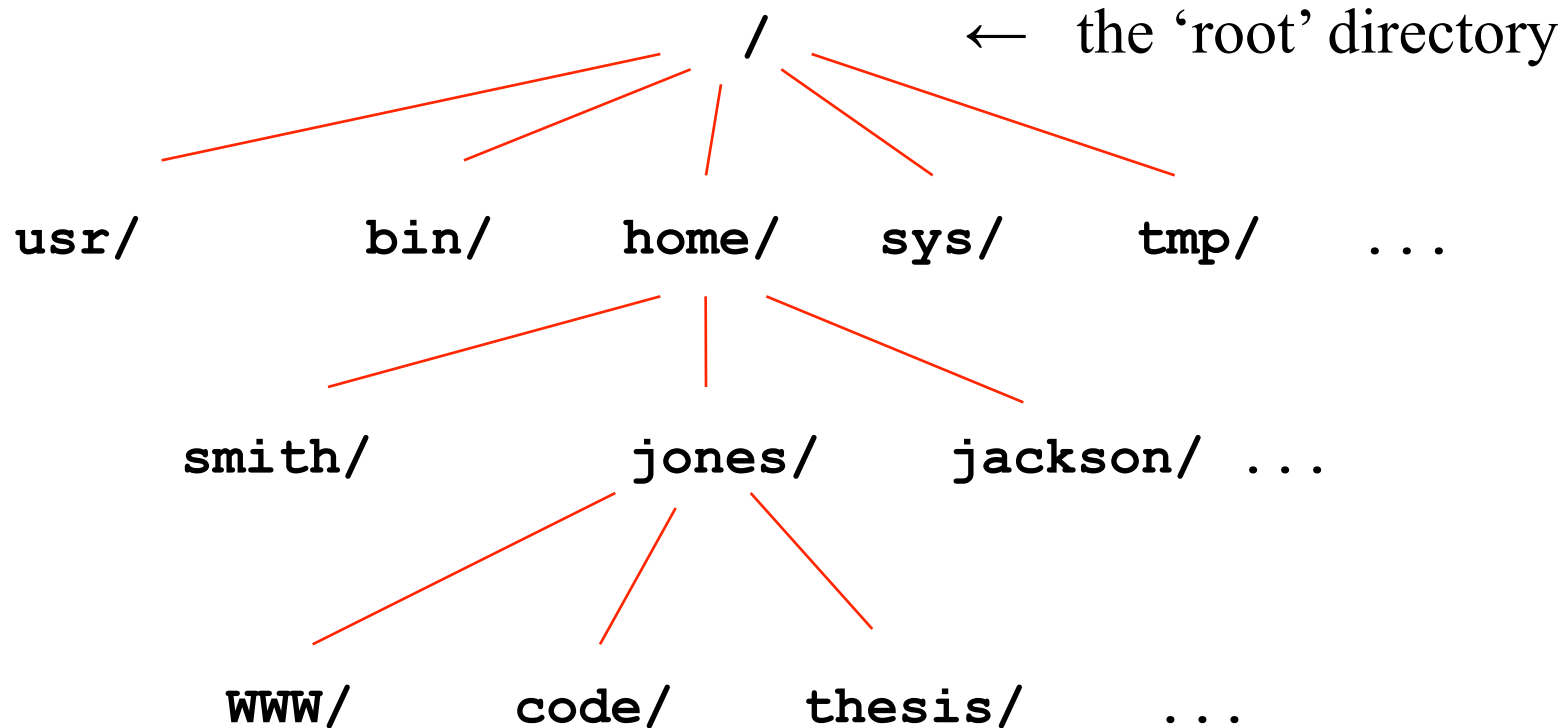 / ← the ‘root’ directory
usr/ bin/ home/ sys/ tmp/ ...
smith/ jones/ jackson/ ...
WWW/ code/ thesis/ ...